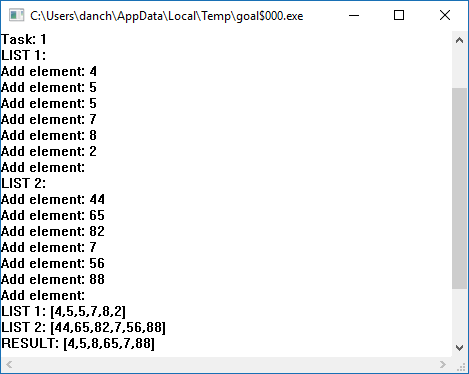 C:\Users\danch\AppData\Local\Temp\goal$000.exe
Task: 1
LIST 1:
Add element: 4
Add element: 5
Add element: 5
Add element: 7
Add element: 8
Add element: 2
Add element:
LIST 2:
Add element: 44
Add element: 65
Add element: 82
Add element: 7
Add element: 56
Add element: 88
Add element:
LIST 1: [4,5,5,7,8,2]
LIST 2: [44,65,82,7,56,88]
RESULT: [4,5,8,65,7,88]